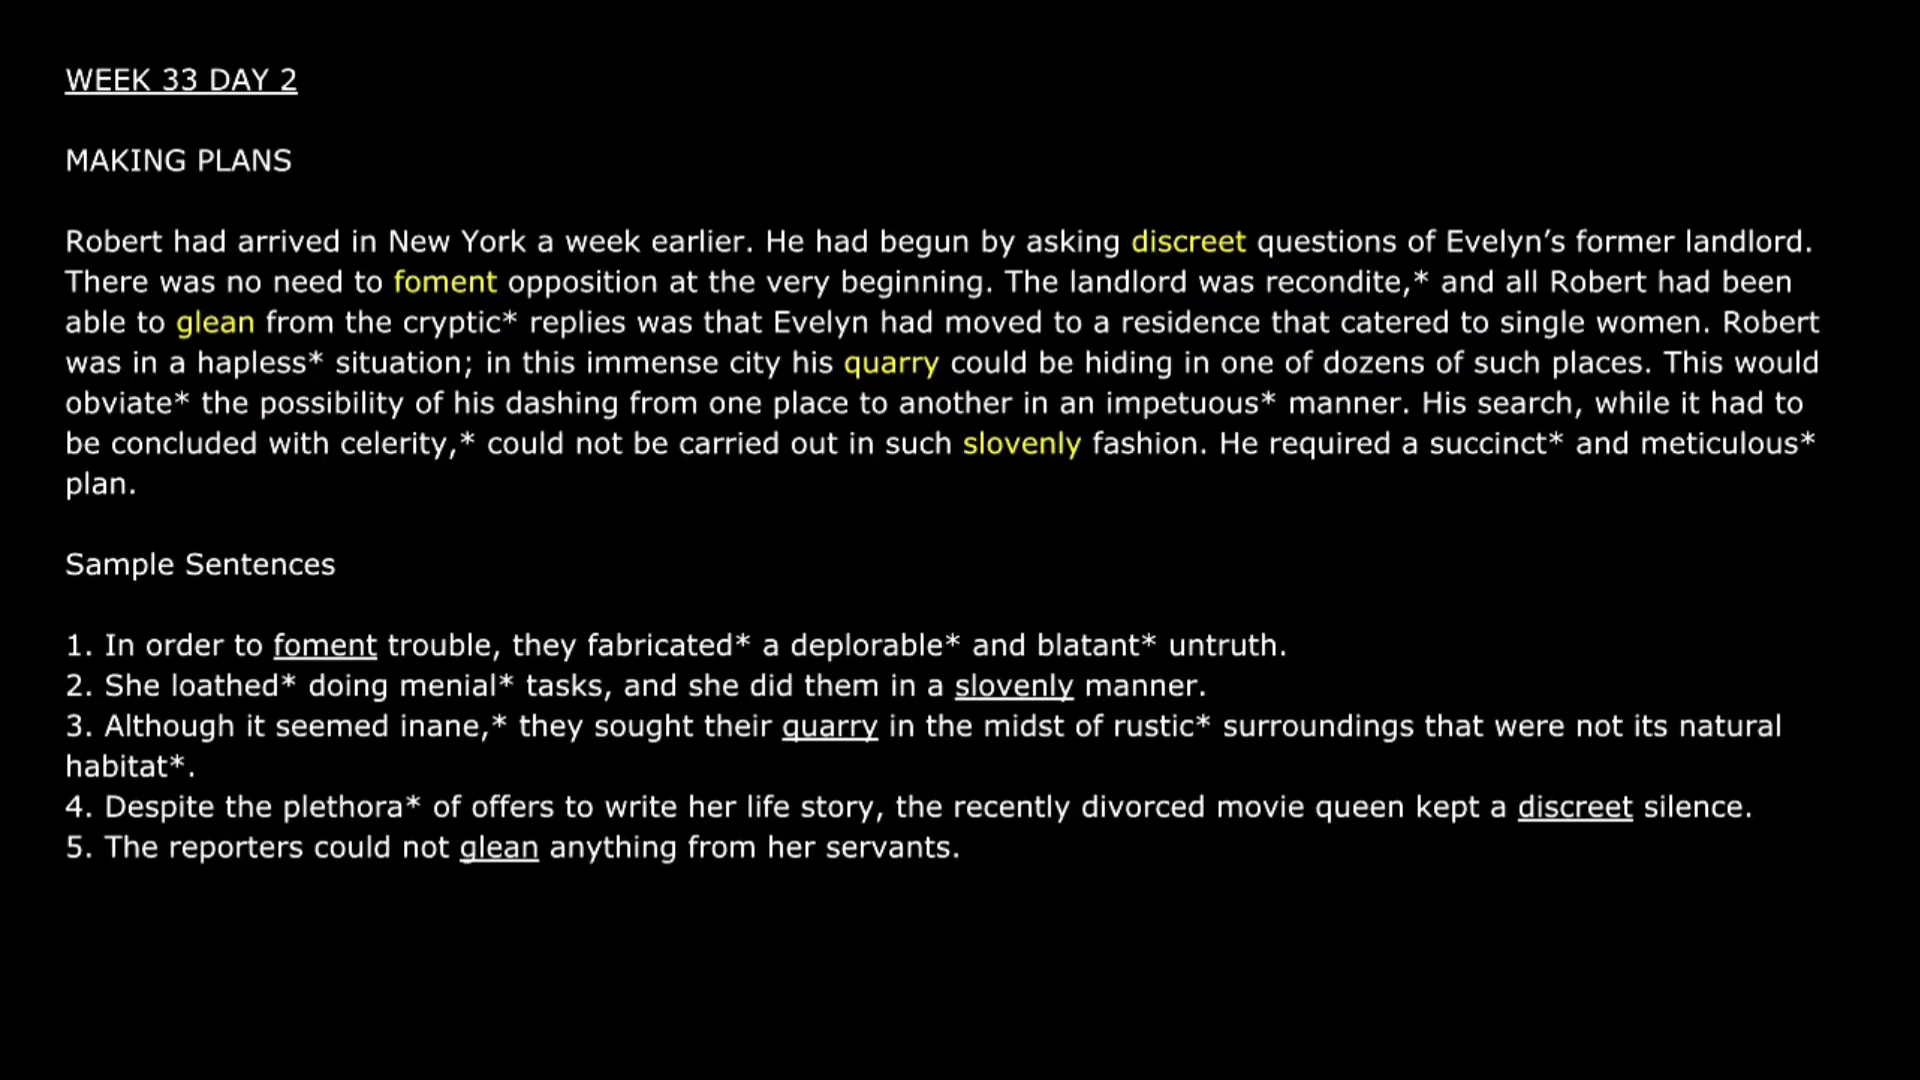 WEEK 33 DAY 2
MAKING PLANS
Robert had arrived in New York a week earlier. He had begun by asking discreet questions of Evelyn’s former landlord.
There was no need to foment opposition at the very beginning. The landlord was recondite,* and all Robert had been
able to glean from the cryptic* replies was that Evelyn had moved to a residence that catered to single women. Robert
was in a hapless* situation; in this immense city his quarry could be hiding in one of dozens of such places. This would
obviate* the possibility of his dashing from one place to another in an impetuous* manner. His search, while it had to
be concluded with celerity,* could not be carried out in such slovenly fashion. He required a succinct* and meticulous*
plan.
Sample Sentences
1. In order to foment trouble, they fabricated* a deplorable* and blatant* untruth.
2. She loathed* doing menial* tasks, and she did them in a slovenly manner.
3. Although it seemed inane,* they sought their quarry in the midst of rustic* surroundings that were not its natural
habitat*.
4. Despite the plethora* of offers to write her life story, the recently divorced movie queen kept a discreet silence.
5. The reporters could not glean anything from her servants.